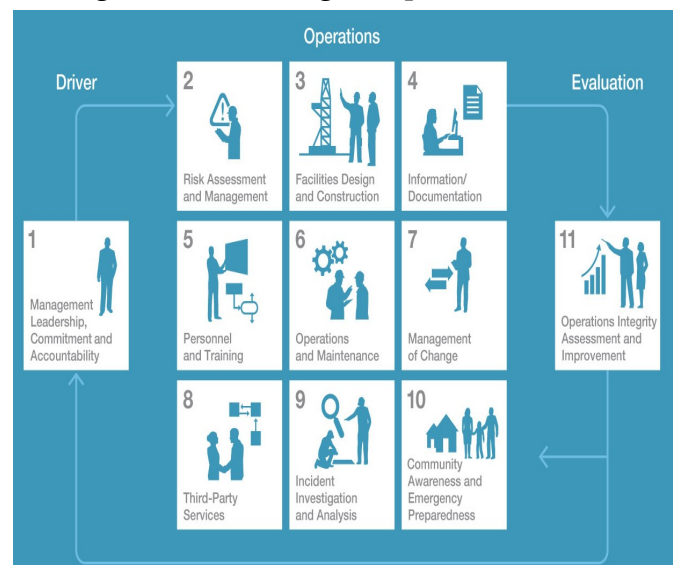 Operations
Driver
Evaluation
2
Risk Assessment
and Management
3
Facilities Design
and Construction
4
Information/
Documentation
1
Management
Leadership,
Commitment and
Accountability
5
Personnel
and Training
6
Operations
and Maintenance
7
Management
of Change
11
Operations Integrity
Assessment and
Improvement
8
Third-Party
Services
9
Incident
Investigation
and Analysis
10
Community
Awareness and
Emergency
Preparedness